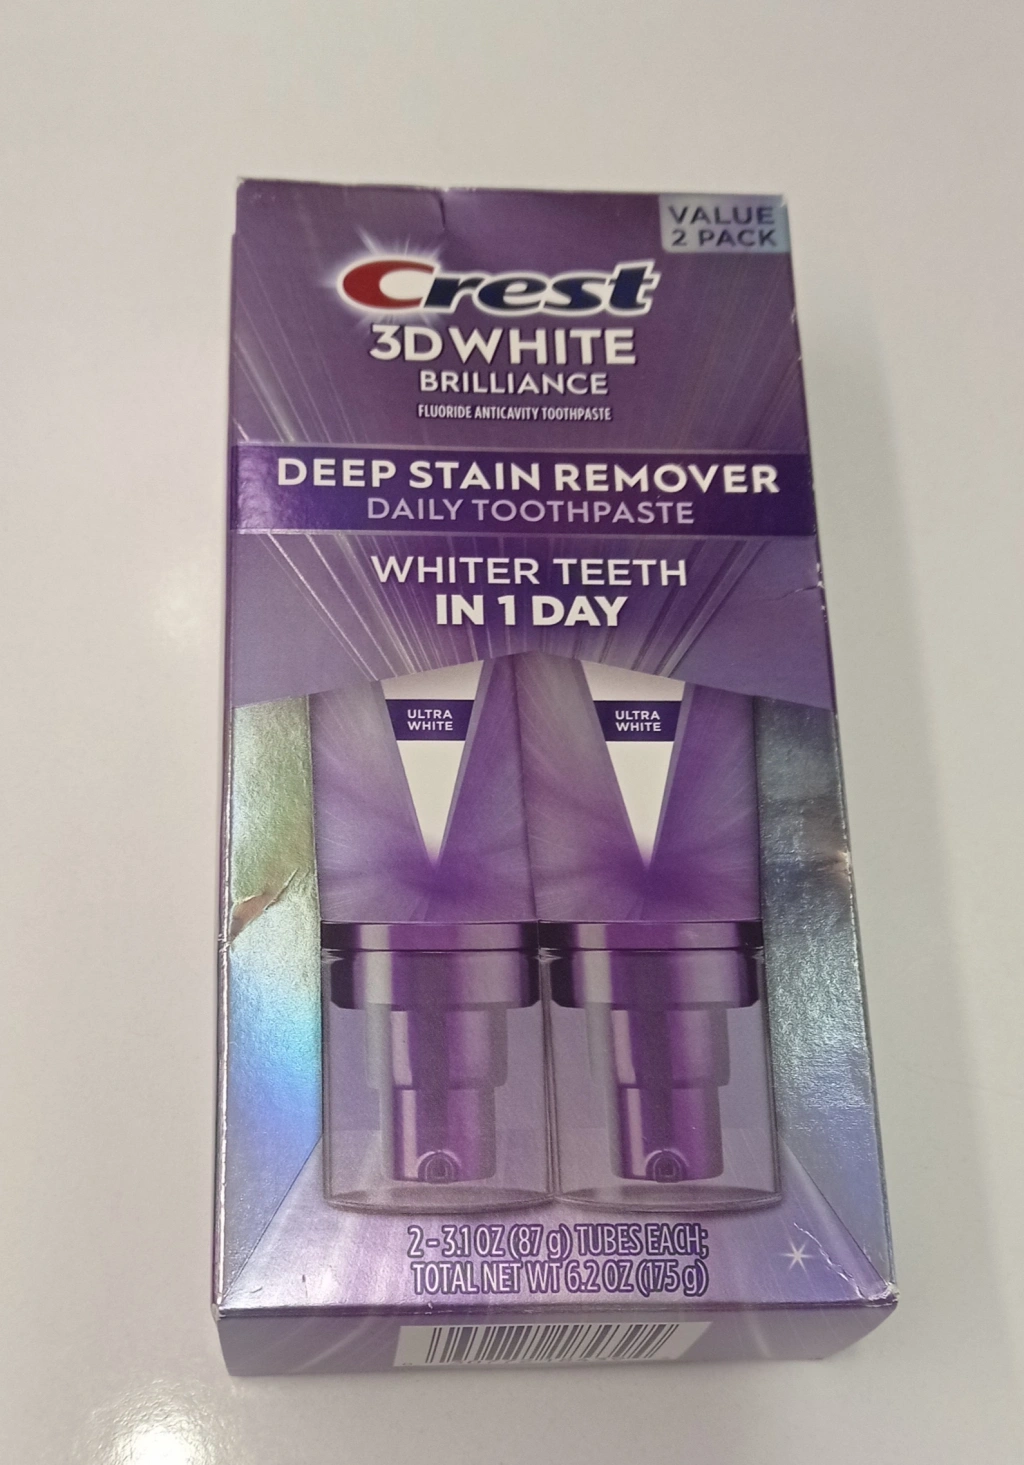 VALUE
2 PACK
Crest
3D WHITE
BRILLIANCE
FLUORIDE ANTICAVITY TOOTHPASTE
DEEP STAIN REMOVER
DAILY TOOTHPASTE
WHITER TEETH
IN 1 DAY
ULTRA
WHITE
ULTRA
WHITE
2 - 3.1 OZ (87 g) TUBES EACH;
TOTAL NET WT 6.2 OZ (175 g)